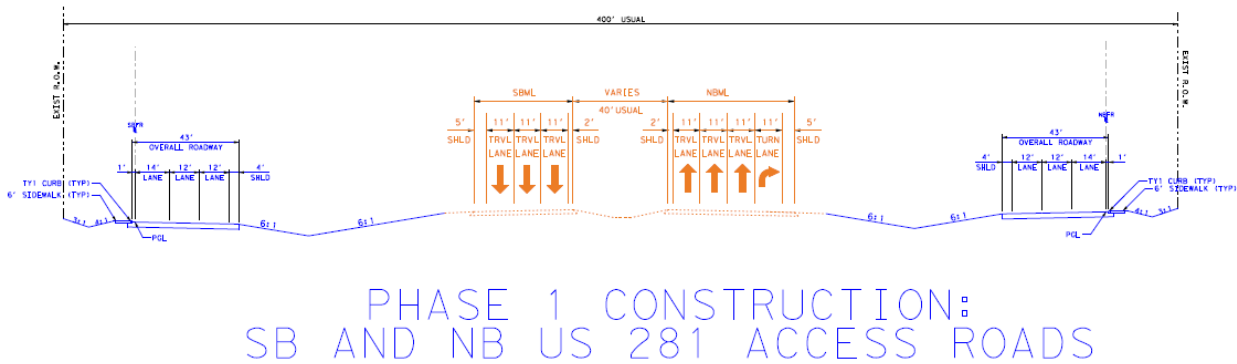 400' USUAL
EXIST R.O.W.
EXIST R.O.W.
SBFR
NBFR
SBML VARIES NBML
40' USUAL
5' 11' 11' 11' 2' 2' 11' 11' 11' 11' 5'
SHLD TRVL TRVL TRVL SHLD SHLD TRVL TRVL TRVL TURN SHLD
LANE LANE LANE LANE LANE LANE LANE
43'
OVERALL ROADWAY
1' 14' 12' 12' 4'
LANE LANE LANE SHLD
TY1 CURB (TYP)
6' SIDEWALK (TYP)
PGL
6:1 6:1
43'
OVERALL ROADWAY
4' 12' 12' 14' 1'
SHLD LANE LANE LANE
TY1 CURB (TYP)
6' SIDEWALK (TYP)
PGL
6:1 6:1
PHASE 1 CONSTRUCTION:
SB AND NB US 281 ACCESS ROADS